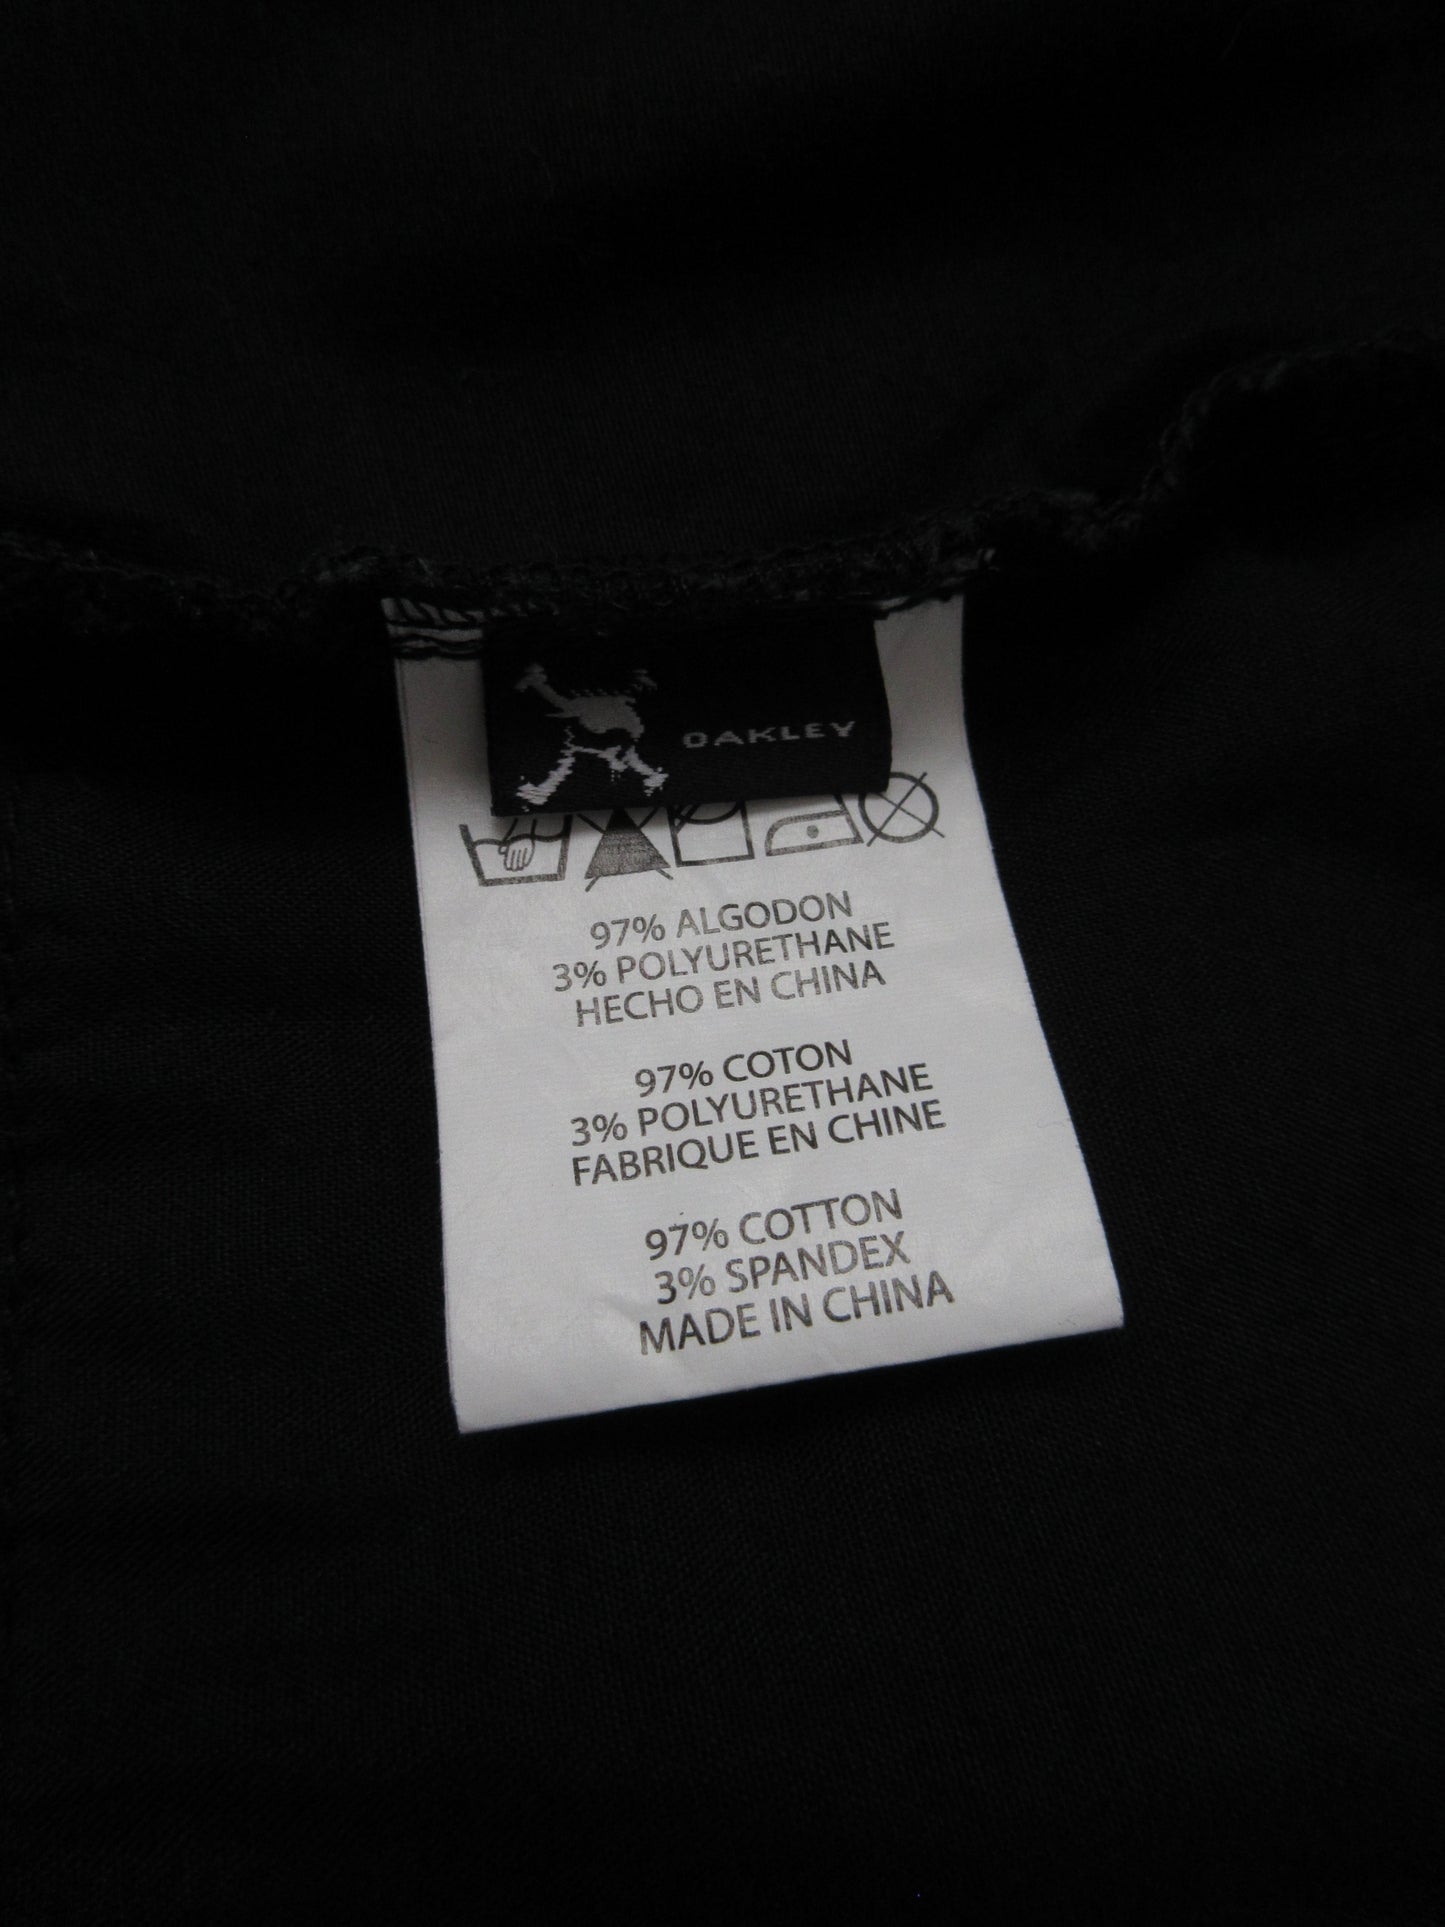 OAKLEY
97% ALGODON
3% POLYURETHANE
HECHO EN CHINA
97% COTON
3% POLYURETHANE
FABRIQUE EN CHINE
97% COTTON
3% SPANDEX
MADE IN CHINA